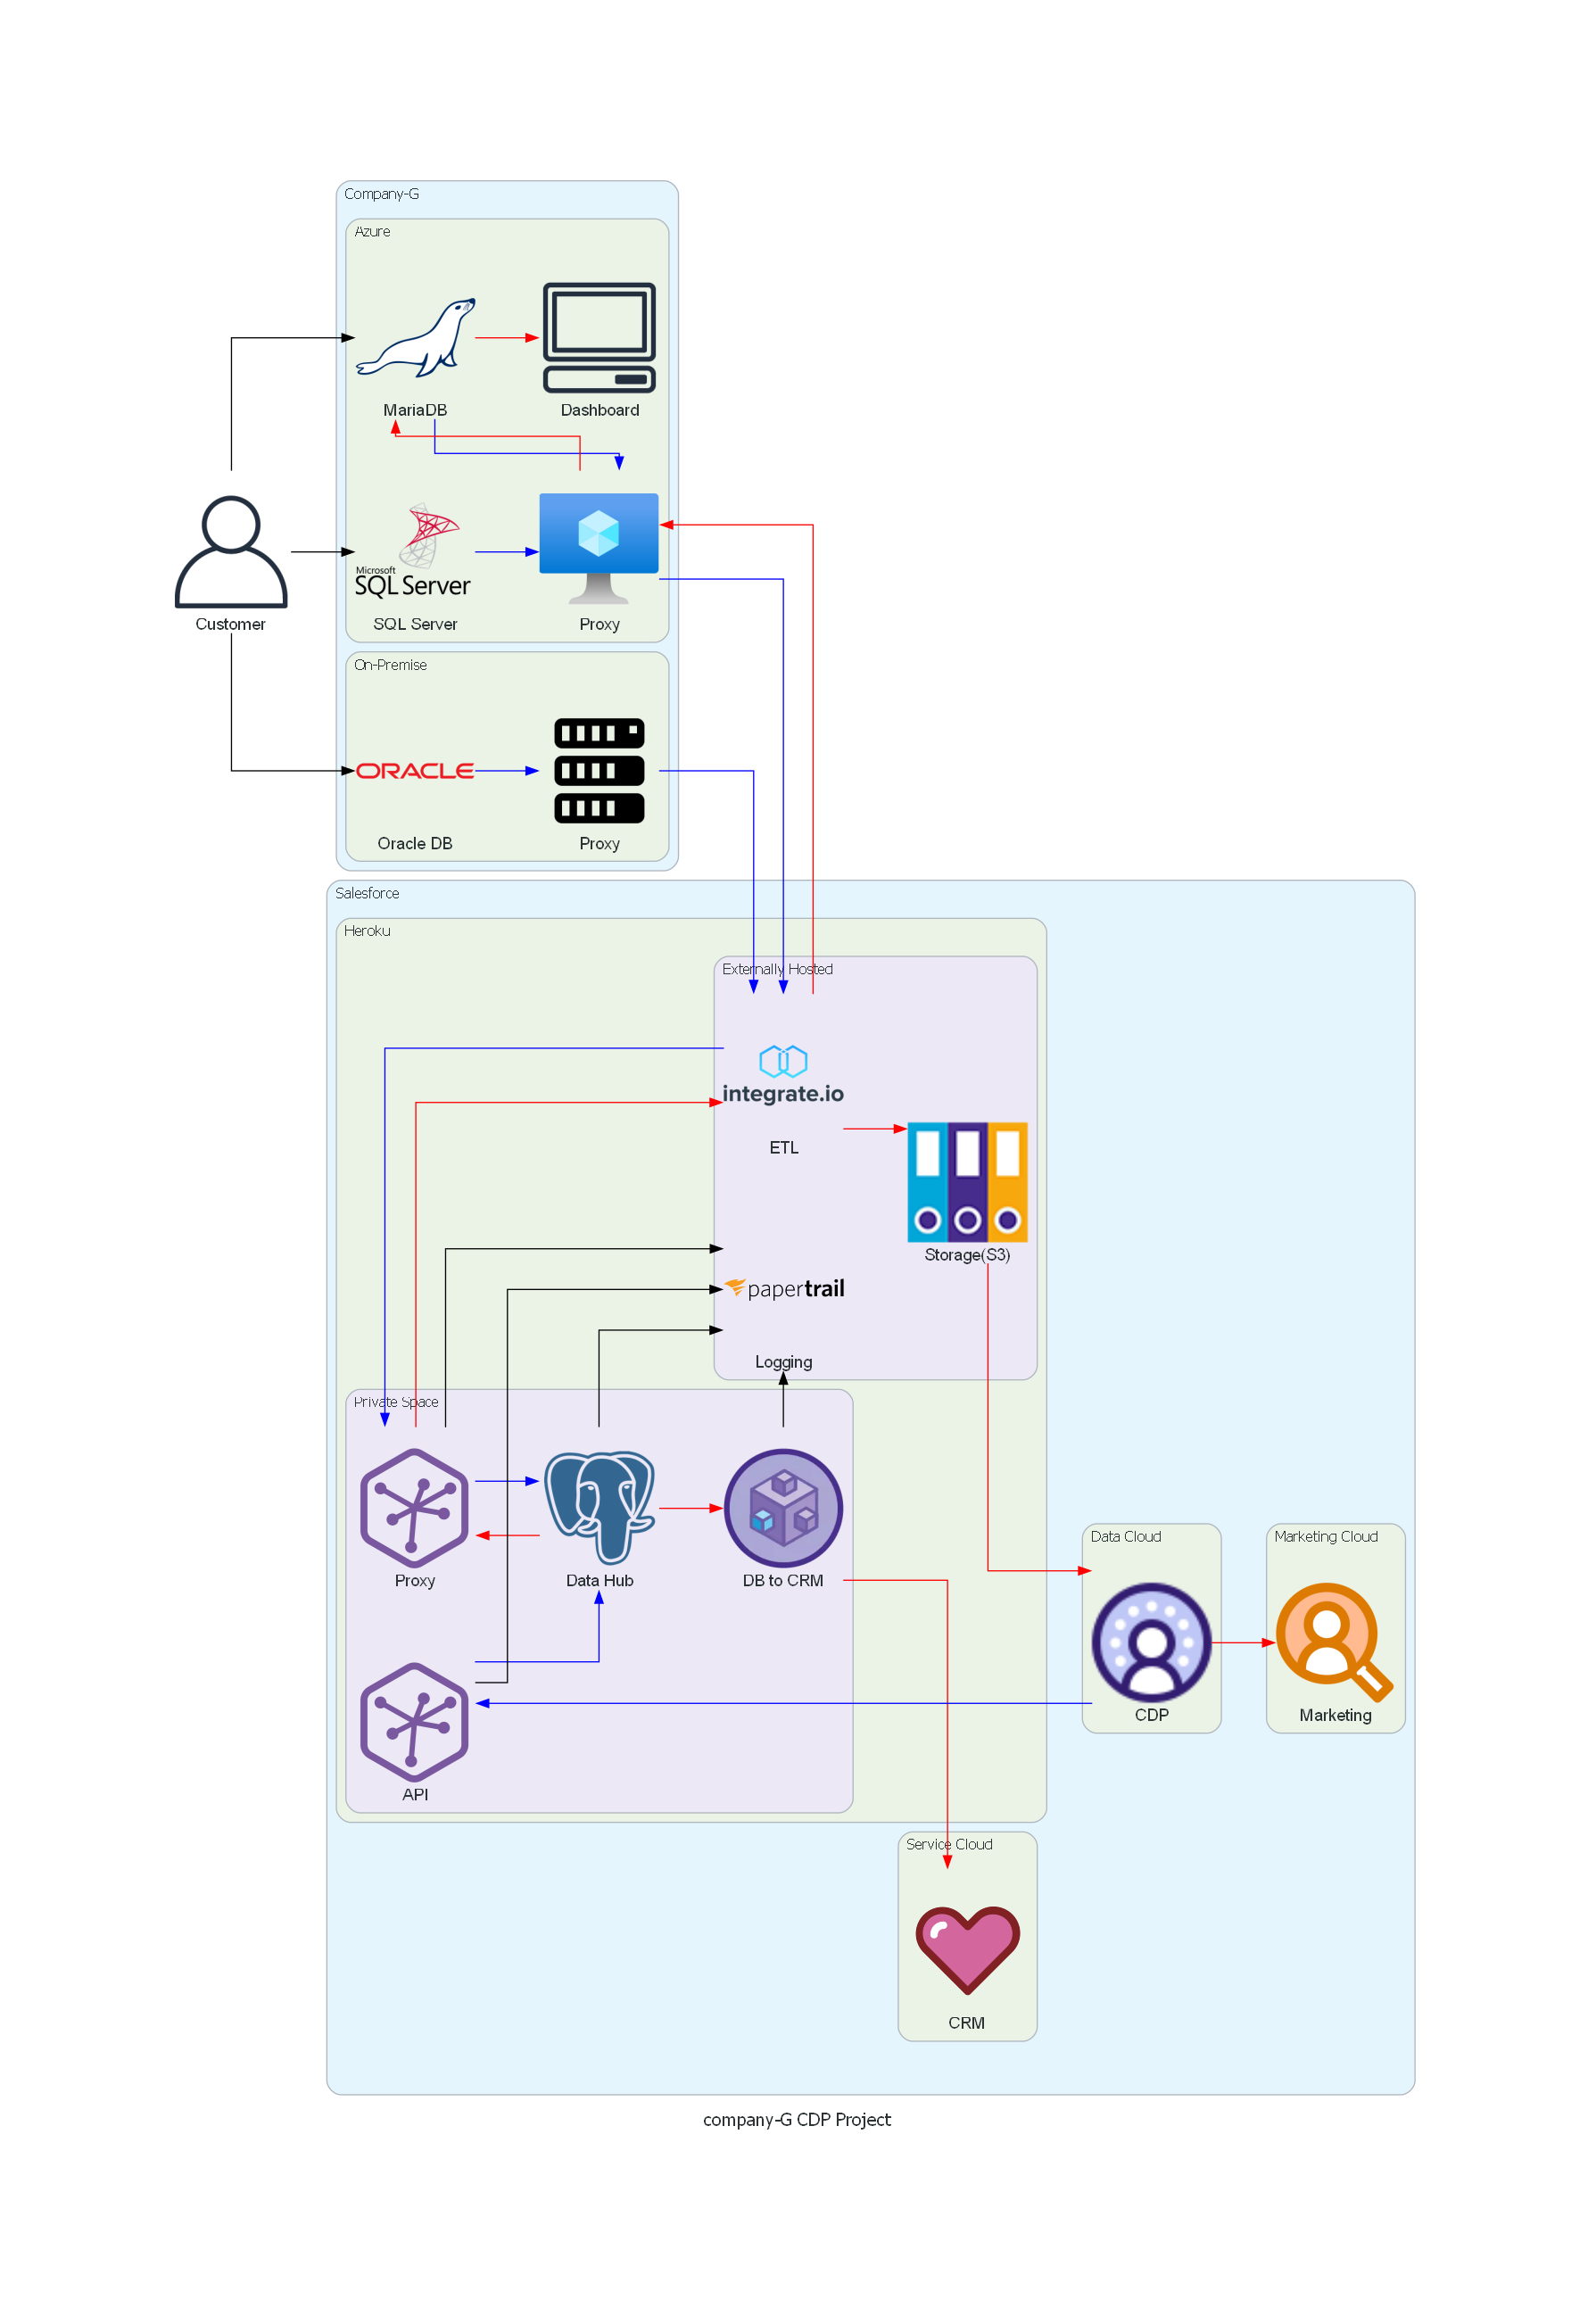 Company-G
Azure
MariaDB
Dashboard
Microsoft
SQL Server
Customer
SQL Server
Proxy
On-Premise
ORACLE
Oracle DB
Proxy
Salesforce
Heroku
Externally Hosted
integrate.io
ETL
Storage(S3)
papertrail
Logging
Private Space
Proxy
Data Hub
DB to CRM
API
Data Cloud
CDP
Marketing Cloud
Marketing
Service Cloud
CRM
company-G CDP Project